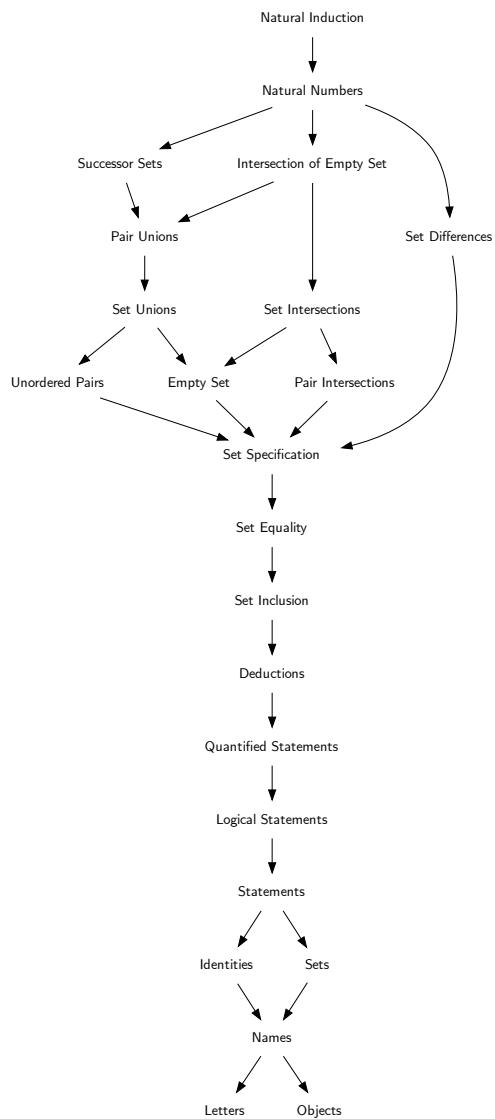 Natural Induction
Natural Numbers
Successor Sets
Intersection of Empty Set
Pair Unions
Set Differences
Set Unions
Set Intersections
Unordered Pairs
Empty Set
Pair Intersections
Set Specification
Set Equality
Set Inclusion
Deductions
Quantified Statements
Logical Statements
Statements
Identities
Sets
Names
Letters
Objects